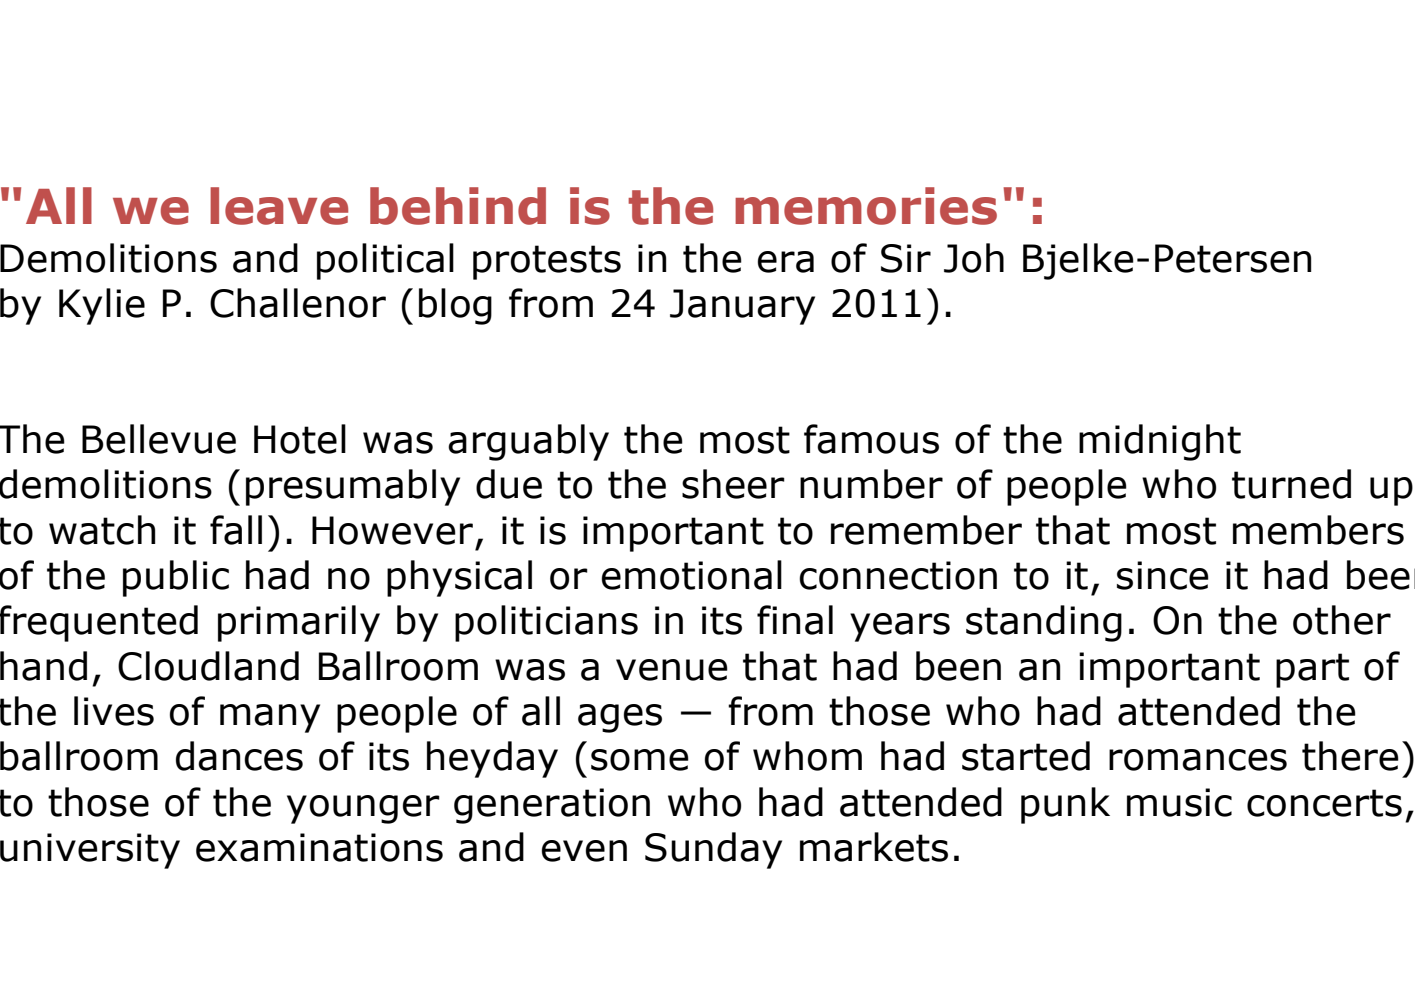 "All we leave behind is the memories":
Demolitions and political protests in the era of Sir Joh Bjelke-Petersen
by Kylie P. Challenor (blog from 24 January 2011).
The Bellevue Hotel was arguably the most famous of the midnight
demolitions (presumably due to the sheer number of people who turned up
to watch it fall). However, it is important to remember that most members
of the public had no physical or emotional connection to it, since it had been
frequented primarily by politicians in its final years standing. On the other
hand, Cloudland Ballroom was a venue that had been an important part of
the lives of many people of all ages — from those who had attended the
ballroom dances of its heyday (some of whom had started romances there)
to those of the younger generation who had attended punk music concerts,
university examinations and even Sunday markets.